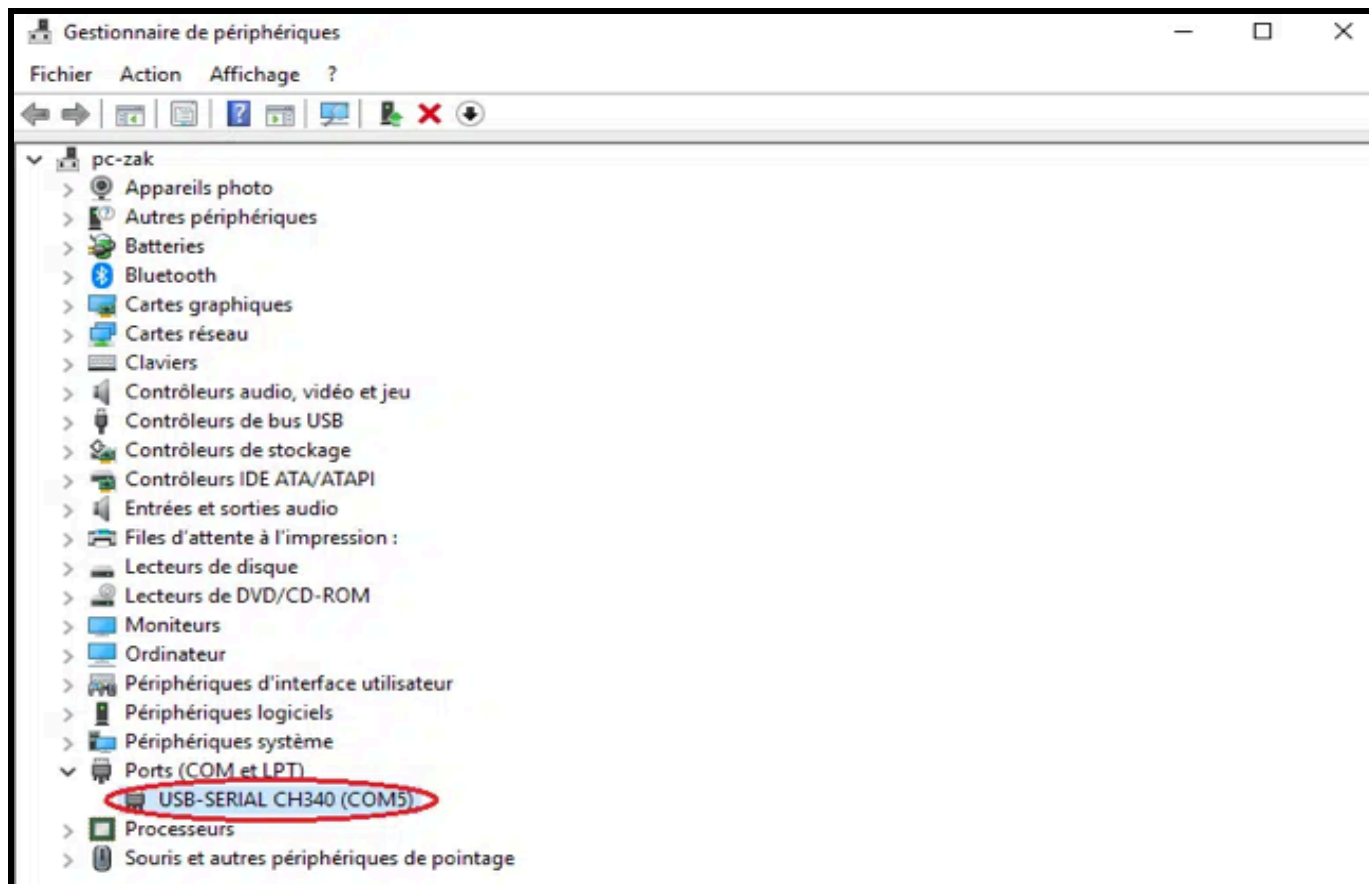 Gestionnaire de périphériques
Fichier Action Affichage ?
pc-zak
Appareils photo
Autres périphériques
Batteries
Bluetooth
Cartes graphiques
Cartes réseau
Claviers
Contrôleurs audio, vidéo et jeu
Contrôleurs de bus USB
Contrôleurs de stockage
Contrôleurs IDE ATA/ATAPI
Entrées et sorties audio
Files d'attente à l'impression :
Lecteurs de disque
Lecteurs de DVD/CD-ROM
Moniteurs
Ordinateur
Périphériques d'interface utilisateur
Périphériques logiciels
Périphériques système
Ports (COM et LPT)
USB-SERIAL CH340 (COM5)
Processeurs
Souris et autres périphériques de pointage